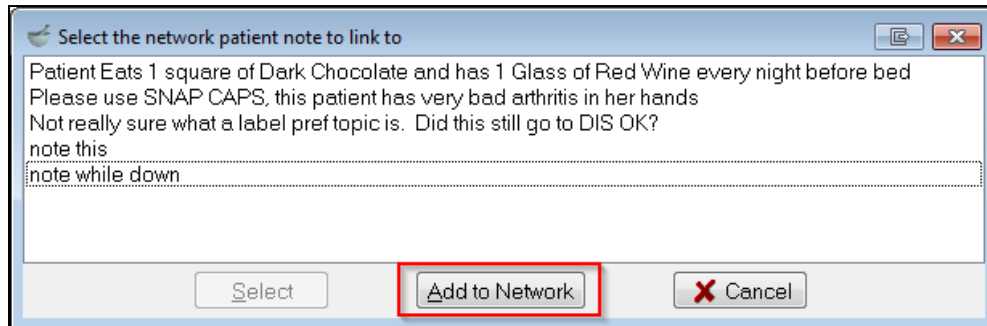 Select the network patient note to link to
Patient Eats 1 square of Dark Chocolate and has 1 Glass of Red Wine every night before bed
Please use SNAP CAPS, this patient has very bad arthritis in her hands
Not really sure what a label pref topic is.  Did this still go to DIS OK?
note this
note while down
Select
Add to Network
Cancel